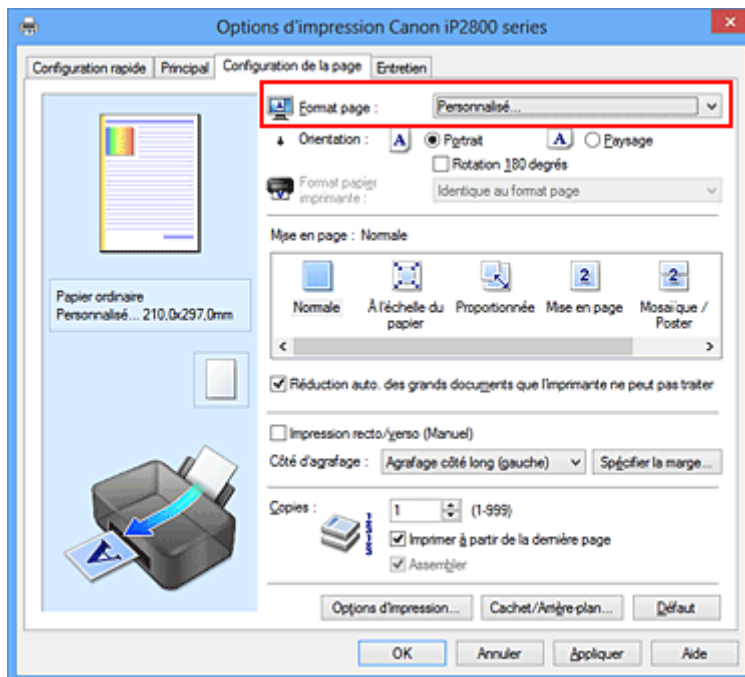 Options d'impression Canon iP2800 series
Configuration rapide Principal Configuration de la page Entretien
Format page : Personnalisé...
Orientation : A Portrait A Paysage
Rotation 180 degrés
Format papier
imprimante : Identique au format page
Mise en page : Normale
Normale À l'échelle du papier Proportionnée Mise en page Mosaïque / Poster
Papier ordinaire
Personnalisé... 210,0x297,0mm
Réduction auto. des grands documents que l'imprimante ne peut pas traiter
Impression recto/verso (Manuel)
Côté d'agrafage : Agrafage côté long (gauche) Spécifier la marge...
Copies : 1 (1-999)
Imprimer à partir de la dernière page
Assembler
Options d'impression... Cachet/Arrière-plan... Défaut
OK Annuler Appliquer Aide